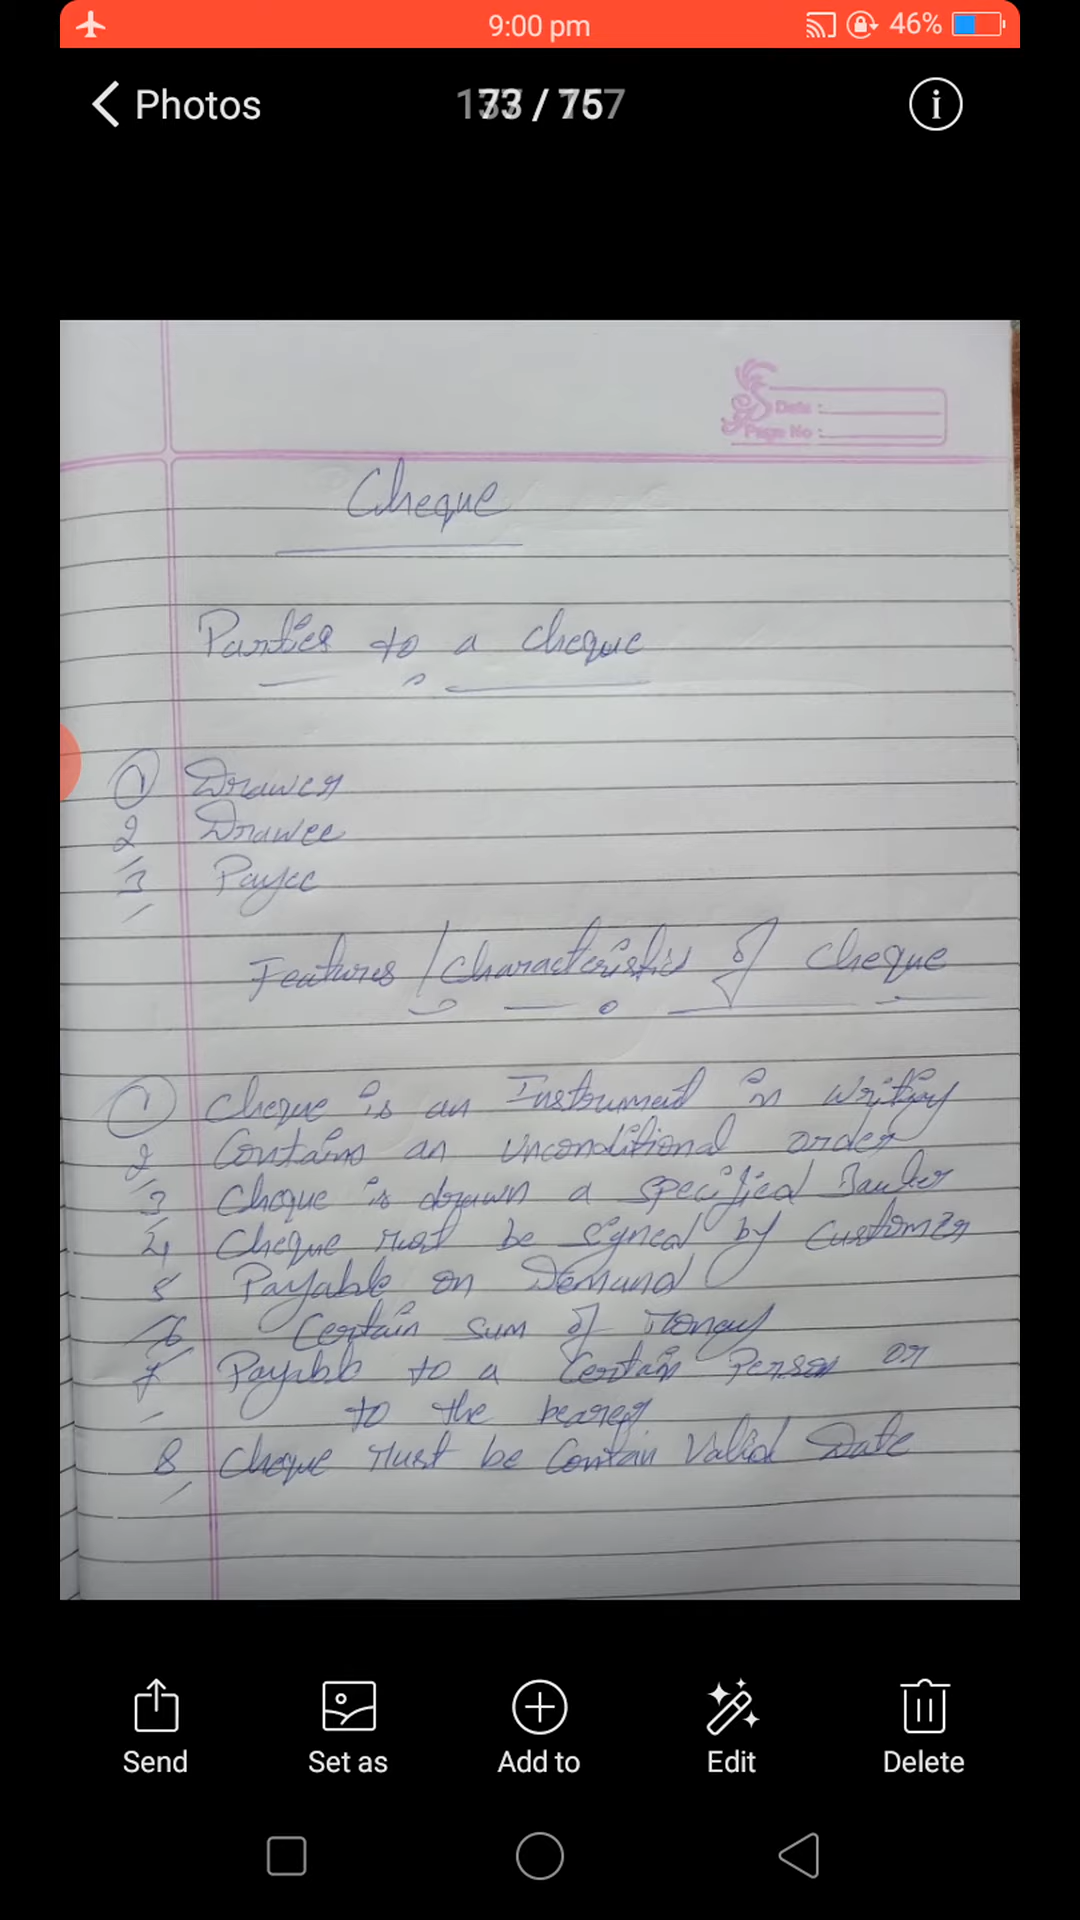 9:00 pm
46%
Photos
Date :
Page No :
Cheque
Parties to a cheque
1 Drawer
2 Drawee
3 Payee
Features / Characteristics of cheque
1 Cheque is an Instrument in Writing
2 Contains an unconditional order
3 Cheque is drawn a specified Banker
4 Cheque must be signed by Customer
5 Payable on Demand
6 Certain sum of money
7 Payable to a Certain Person or
to the bearer
8 Cheque must be Contain Valid Date
Send
Set as
Add to
Edit
Delete